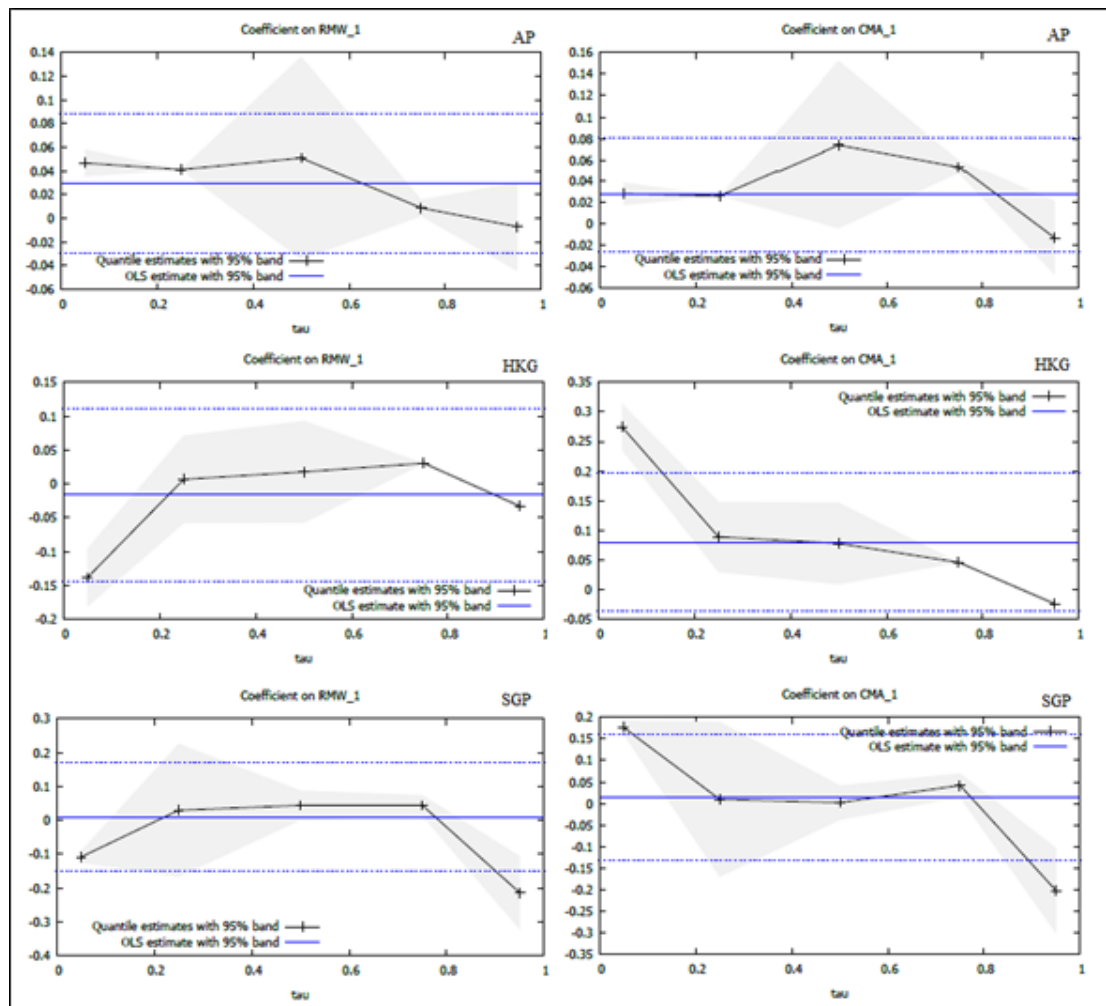 Coefficient on RMW_1 AP
0.14
0.12
0.1
0.08
0.06
0.04
0.02
0
-0.02
-0.04
-0.06
Quantile estimates with 95% band
OLS estimate with 95% band
0 0.2 0.4 0.6 0.8 1
tau
Coefficient on CMA_1 AP
0.16
0.14
0.12
0.1
0.08
0.06
0.04
0.02
0
-0.02
-0.04
-0.06
Quantile estimates with 95% band
OLS estimate with 95% band
0 0.2 0.4 0.6 0.8 1
tau
Coefficient on RMW_1 HKG
0.15
0.1
0.05
0
-0.05
-0.1
-0.15
-0.2
Quantile estimates with 95% band
OLS estimate with 95% band
0 0.2 0.4 0.6 0.8 1
tau
Coefficient on CMA_1 HKG
0.35
0.3
0.25
0.2
0.15
0.1
0.05
0
-0.05
Quantile estimates with 95% band
OLS estimate with 95% band
0 0.2 0.4 0.6 0.8 1
tau
Coefficient on RMW_1 SGP
0.3
0.2
0.1
0
-0.1
-0.2
-0.3
-0.4
Quantile estimates with 95% band
OLS estimate with 95% band
0 0.2 0.4 0.6 0.8 1
tau
Coefficient on CMA_1 SGP
0.2
0.15
0.1
0.05
0
-0.05
-0.1
-0.15
-0.2
-0.25
-0.3
-0.35
Quantile estimates with 95% band
OLS estimate with 95% band
0 0.2 0.4 0.6 0.8 1
tau